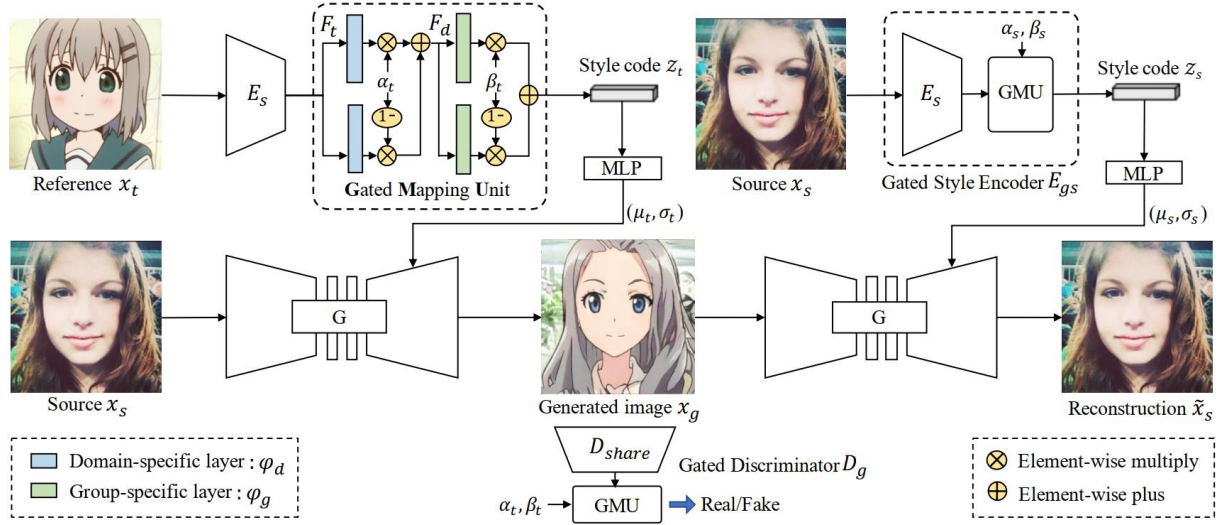 Reference x_t
E_s
F_t
α_t
1-
F_d
β_t
1-
Gated Mapping Unit
Style code z_t
MLP
(μ_t,σ_t)
Source x_s
E_s
α_s, β_s
GMU
Gated Style Encoder E_gs
Style code z_s
MLP
(μ_s,σ_s)
Source x_s
G
Generated image x_g
G
Reconstruction x̃_s
Domain-specific layer : φ_d
Group-specific layer : φ_g
D_share
Gated Discriminator D_g
α_t, β_t
GMU
Real/Fake
Element-wise multiply
Element-wise plus